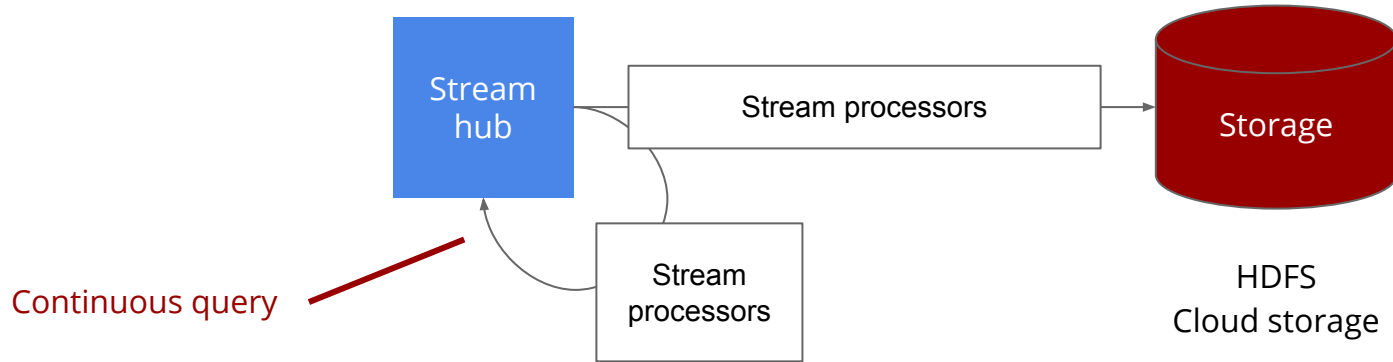 Stream
hub
Stream processors
Storage
Stream
processors
Continuous query
HDFS
Cloud storage